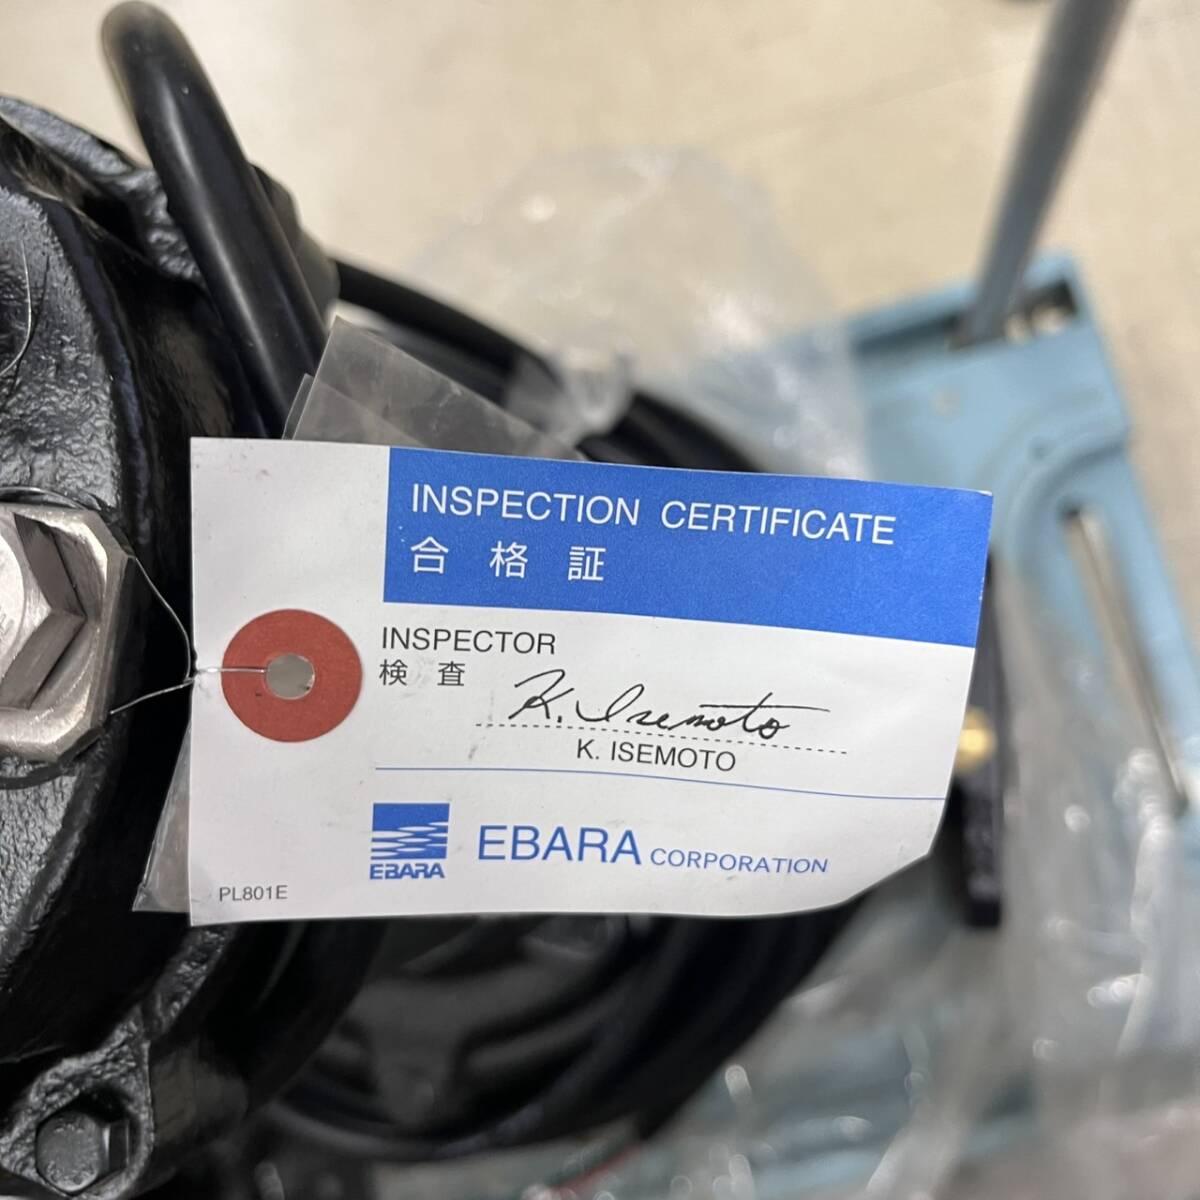 INSPECTION CERTIFICATE
合格証
INSPECTOR
検査
K. Isemoto
K. ISEMOTO
EBARA
EBARA CORPORATION
PL801E